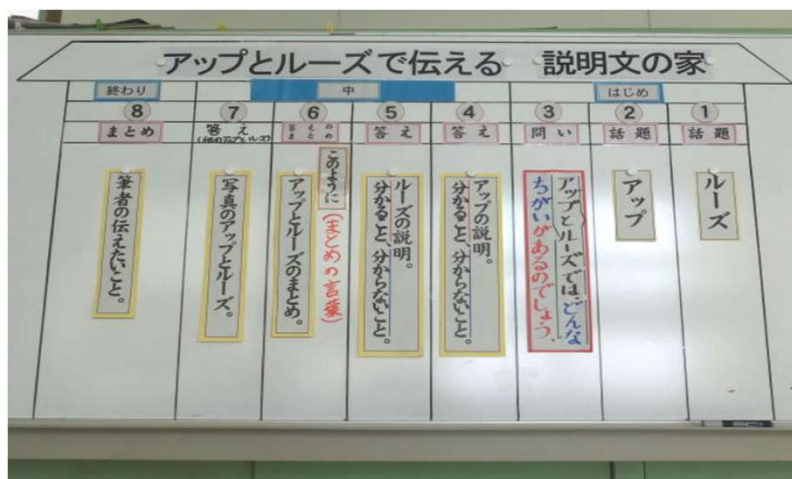 アップとルーズで伝える 説明文の家
はじめ
中
終わり
1
話題
ルーズ
2
話題
アップ
3
問い
アップとルーズでは、どんな
ちがいがあるのでしょう。
4
答え
アップの説明。
分かること、分からないこと。
5
答え
ルーズの説明。
分かること、分からないこと。
6
答えの
まとめ
このように
(まとめの言葉)
アップとルーズのまとめ。
7
答え
写真のアップとルーズ。
8
まとめ
筆者の伝えたいこと。